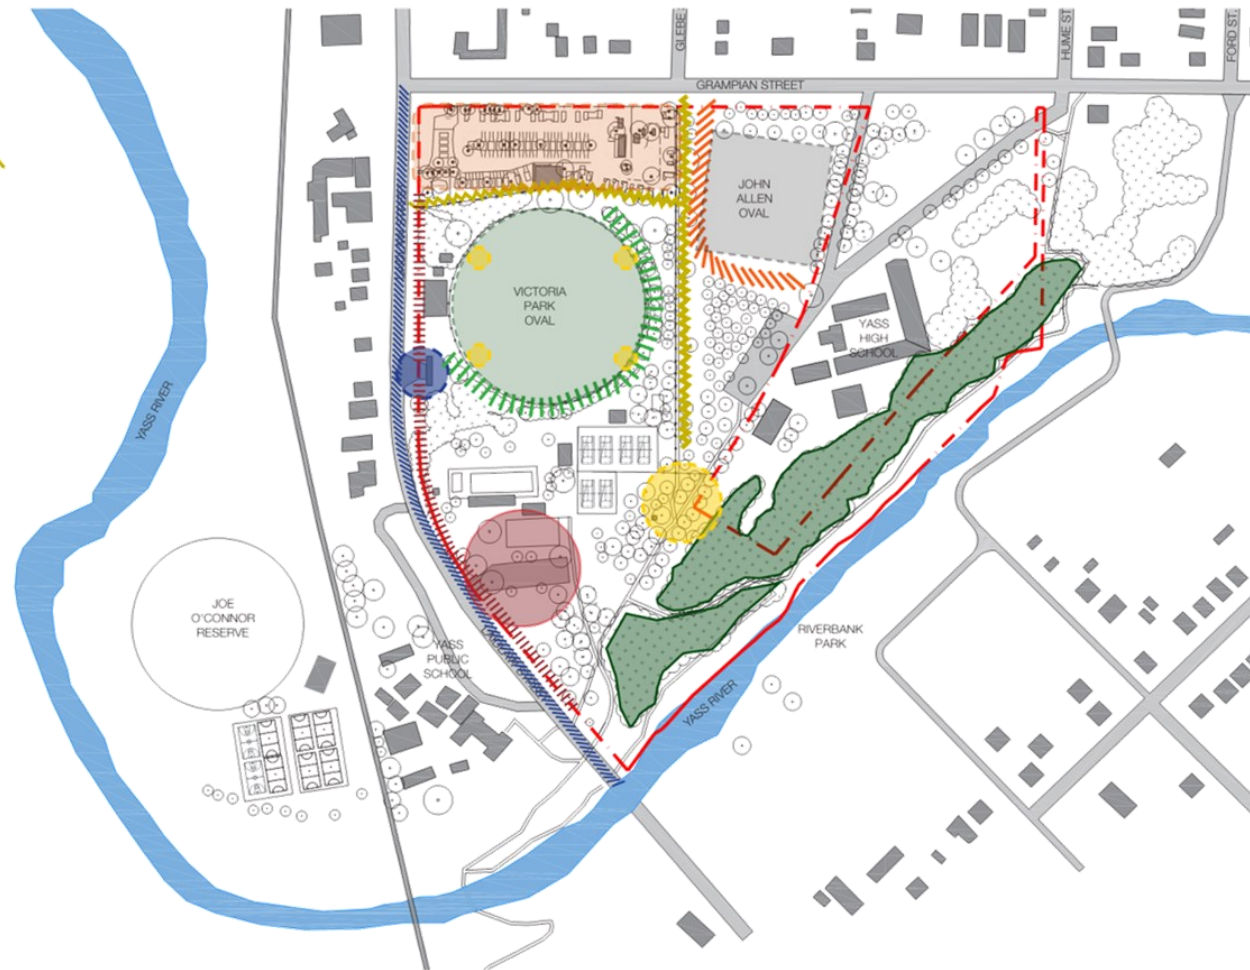 GLEBE
HUME ST.
FORD ST.
GRAMPIAN STREET
JOHN
ALLEN
OVAL
VICTORIA
PARK
OVAL
YASS
HIGH
SCHOOL
YASS RIVER
JOE
O'CONNOR
RESERVE
YASS
PUBLIC
SCHOOL
RIVERBANK
PARK
YASS RIVER